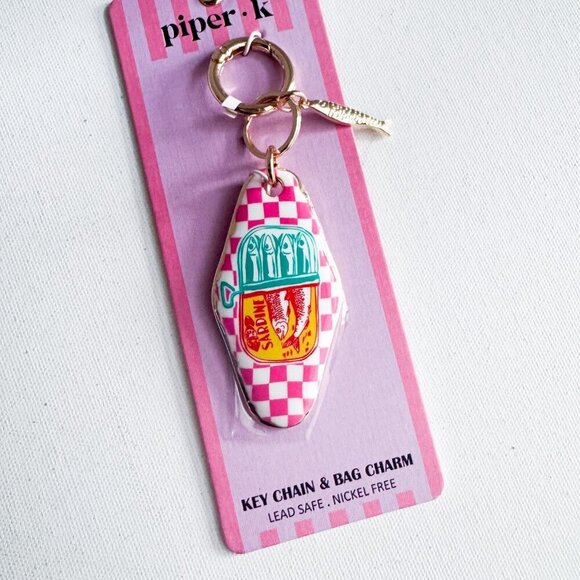 piper · k
SARDINE
KEY CHAIN & BAG CHARM
LEAD SAFE . NICKEL FREE